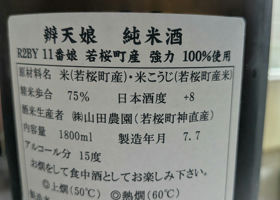 辨天娘 純米酒
R2BY 11番娘 若桜町産 強力 100%使用
原材料名 米(若桜町産)・米こうじ(若桜町産米)
精米歩合 75% 日本酒度 +8
酒米生産者 ㈱山田農園(若桜町神直産)
内容量 1800ml 製造年月 7.7
アルコール分 15度
お燗をして食中酒としてお楽しみ下さい。
◎上燗(50℃) ◎熱燗(60℃)